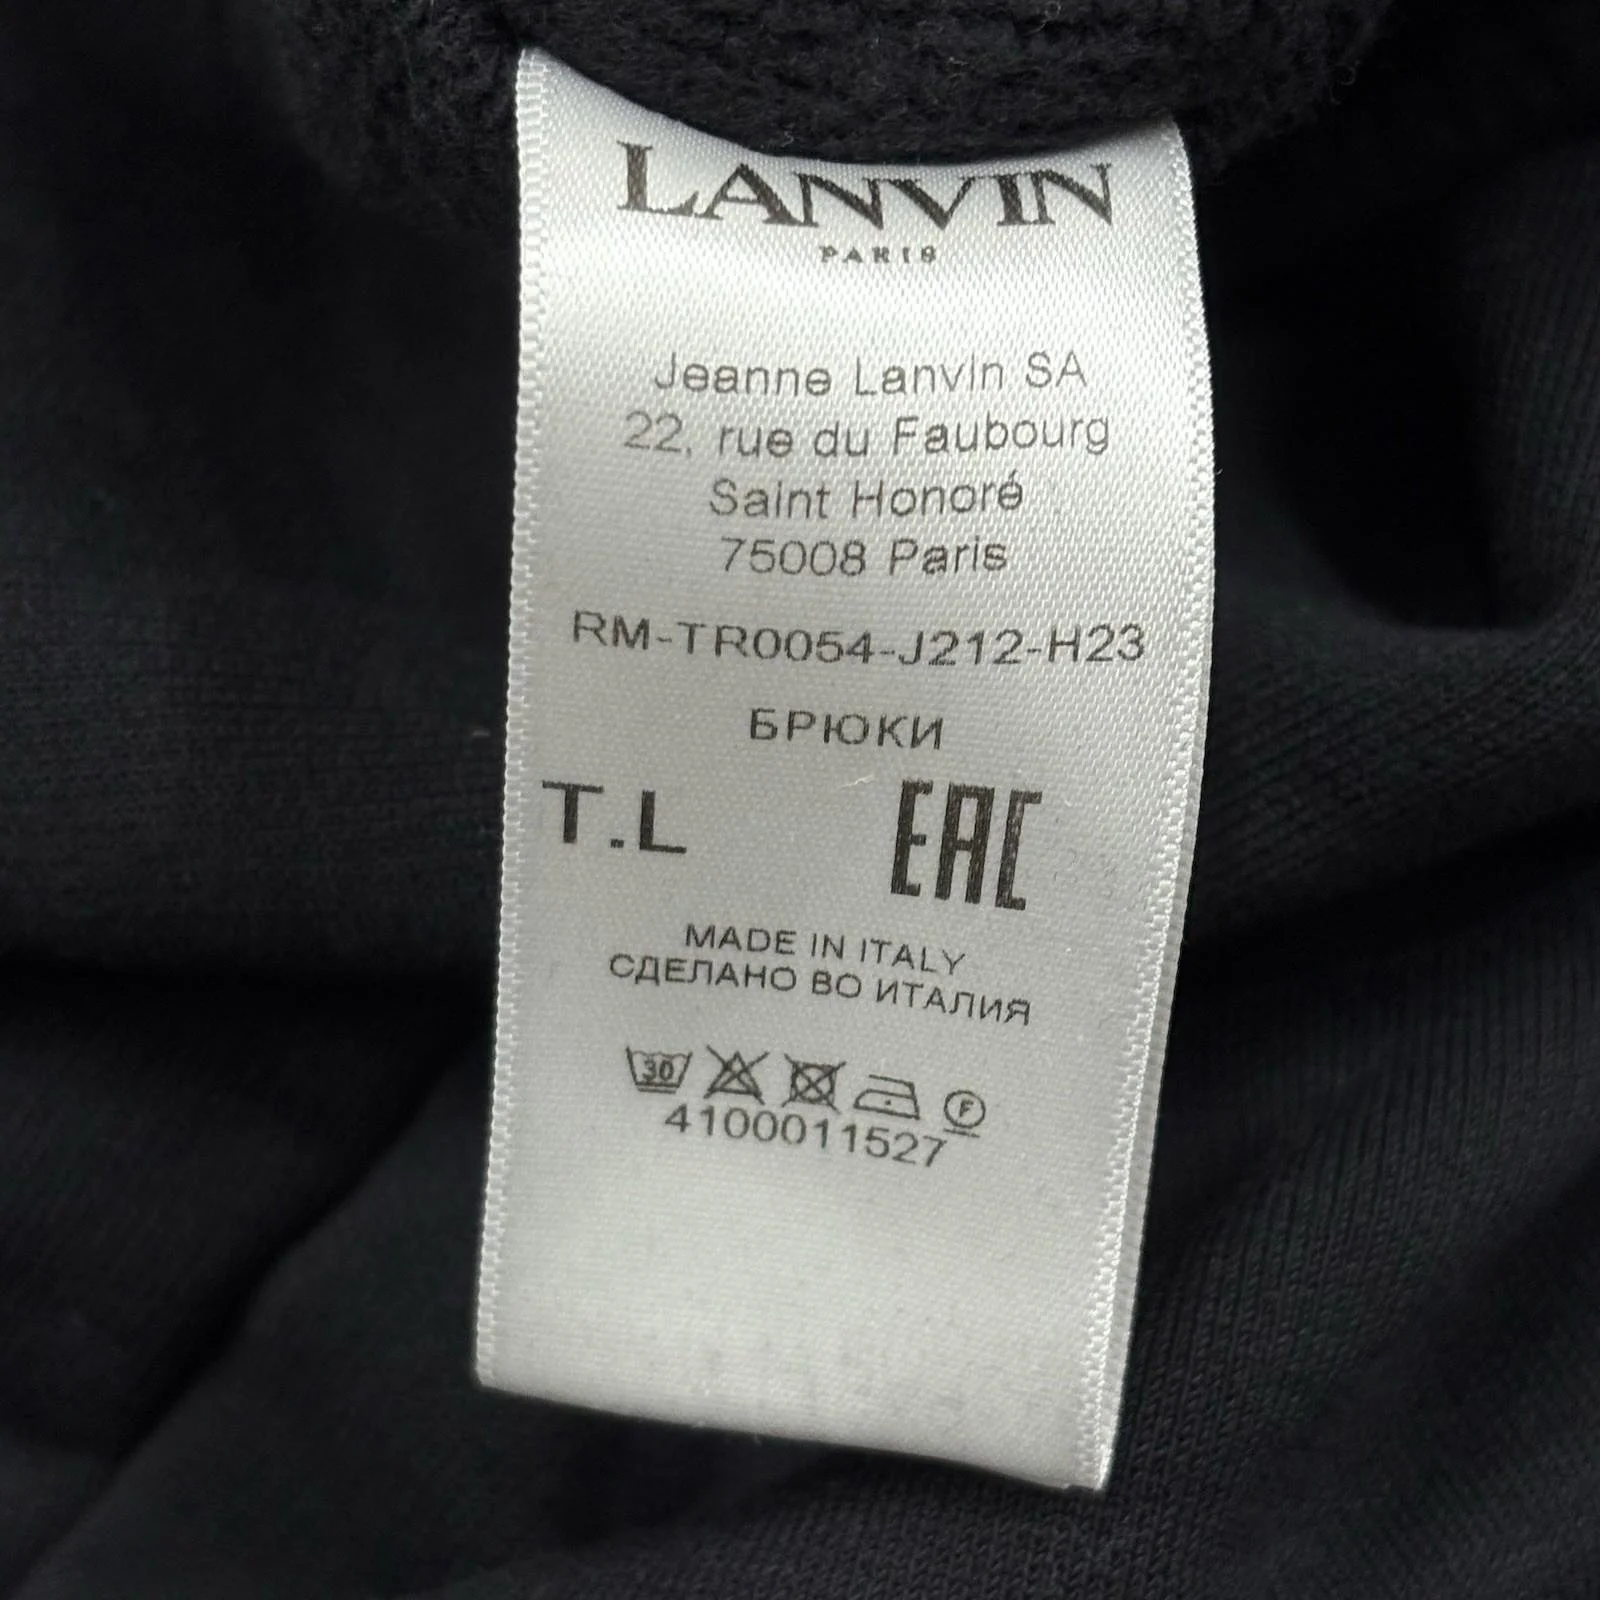 LANVIN
PARIS
Jeanne Lanvin SA
22, rue du Faubourg
Saint Honoré
75008 Paris
RM-TR0054-J212-H23
БРЮКИ
T.L EAC
MADE IN ITALY
СДЕЛАНО ВО ИТАЛИЯ
30 F
4100011527